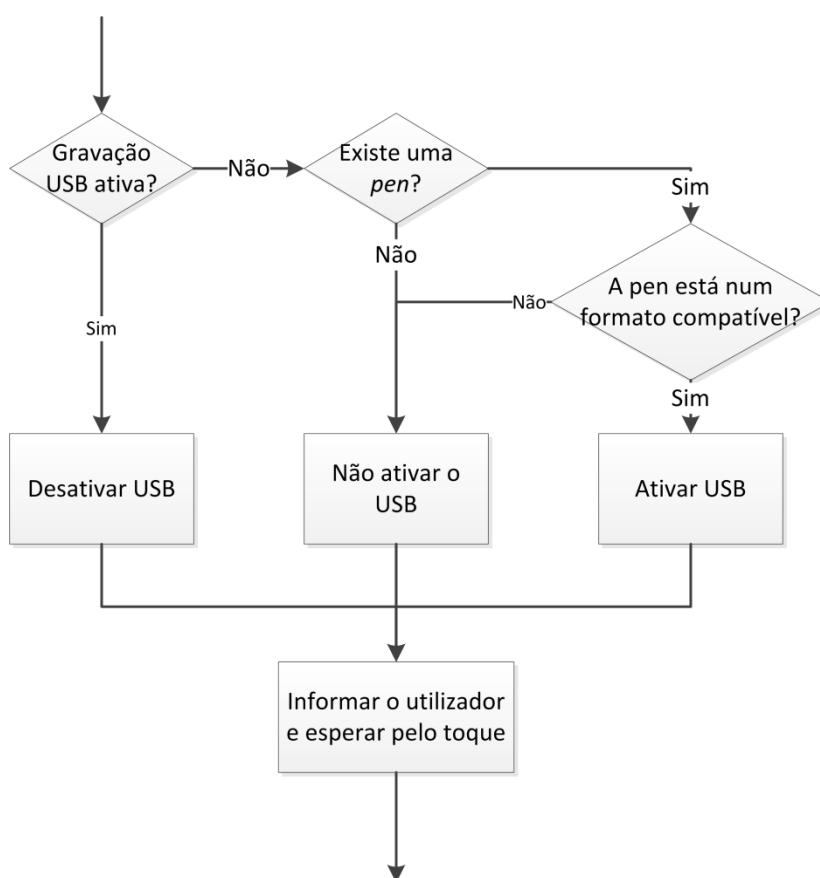 Gravação
USB ativa?
Não
Existe uma
pen?
Sim
Não
A pen está num
formato compatível?
Não
Sim
Sim
Desativar USB
Não ativar o
USB
Ativar USB
Informar o utilizador
e esperar pelo toque